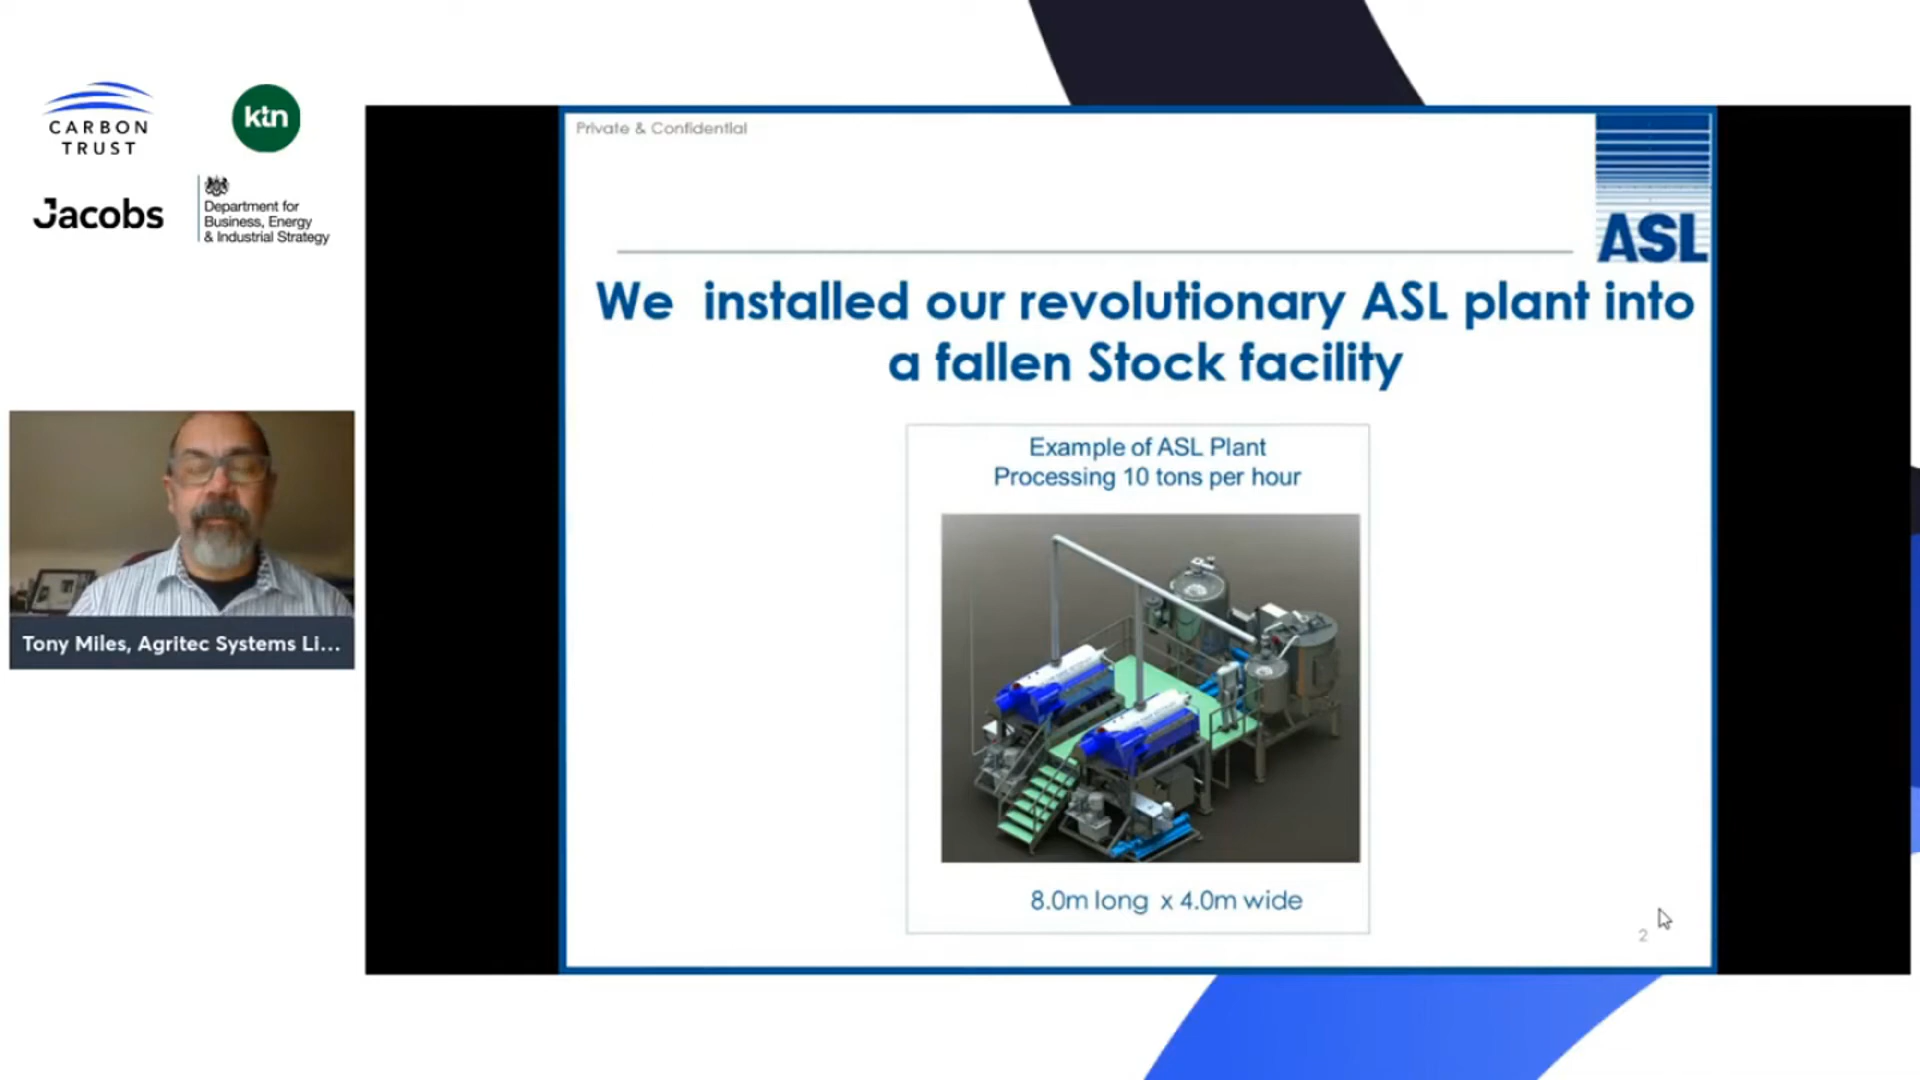 CARBON
TRUST
ktn
Jacobs
Department for
Business, Energy
& Industrial Strategy
Tony Miles, Agritec Systems Li...
Private & Confidential
ASL
We installed our revolutionary ASL plant into
a fallen Stock facility
Example of ASL Plant
Processing 10 tons per hour
8.0m long x 4.0m wide
2